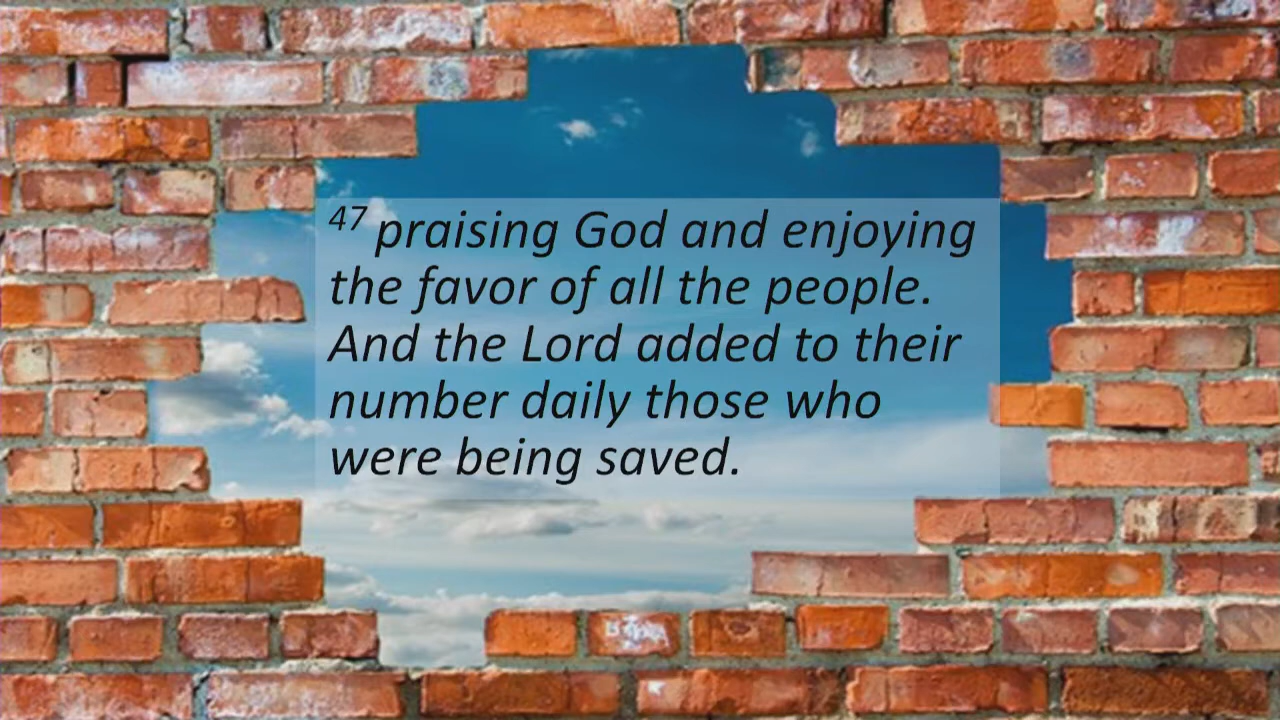 47 praising God and enjoying
the favor of all the people.
And the Lord added to their
number daily those who
were being saved.